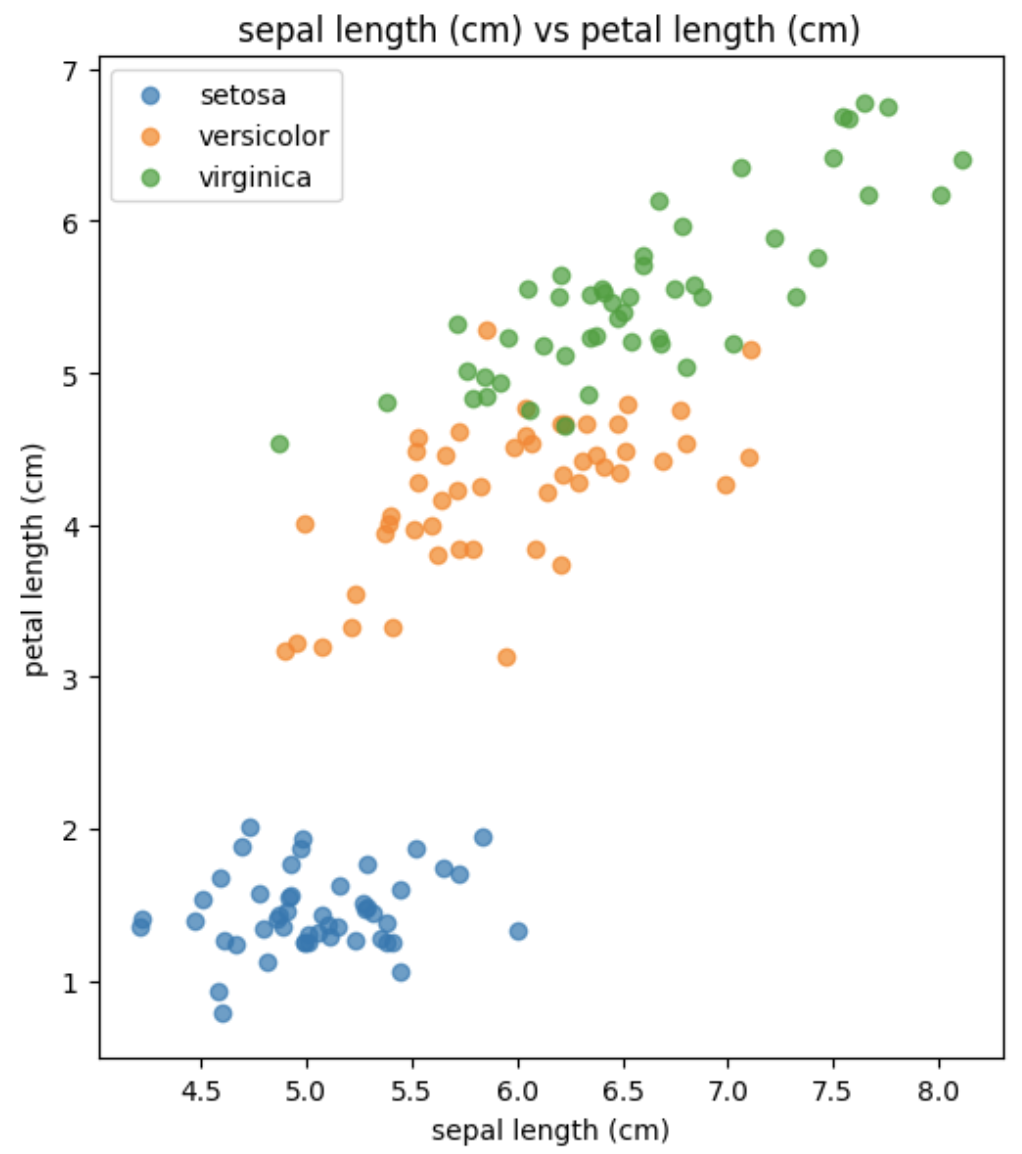 sepal length (cm) vs petal length (cm)
setosa
versicolor
virginica
petal length (cm)
7
6
5
4
3
2
1
4.5 5.0 5.5 6.0 6.5 7.0 7.5 8.0
sepal length (cm)